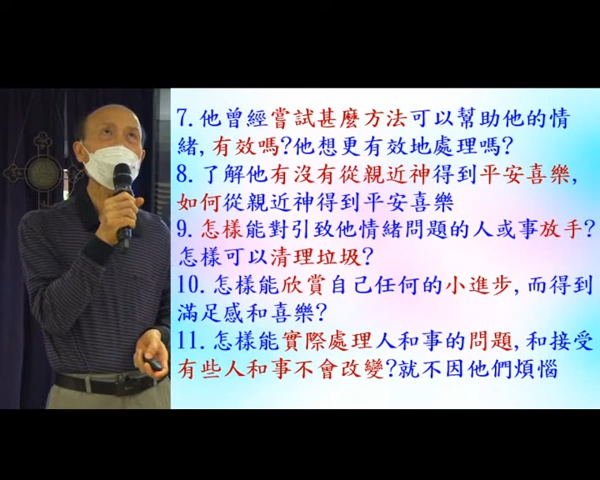 7.他曾經嘗試甚麼方法可以幫助他的情
緒,有效嗎?他想更有效地處理嗎?
8.了解他有沒有從親近神得到平安喜樂,
如何從親近神得到平安喜樂
9.怎樣能對引致他情緒問題的人或事放手?
怎樣可以清理垃圾?
10.怎樣能欣賞自己任何的小進步,而得到
滿足感和喜樂?
11.怎樣能實際處理人和事的問題,和接受
有些人和事不會改變?就不因他們煩惱